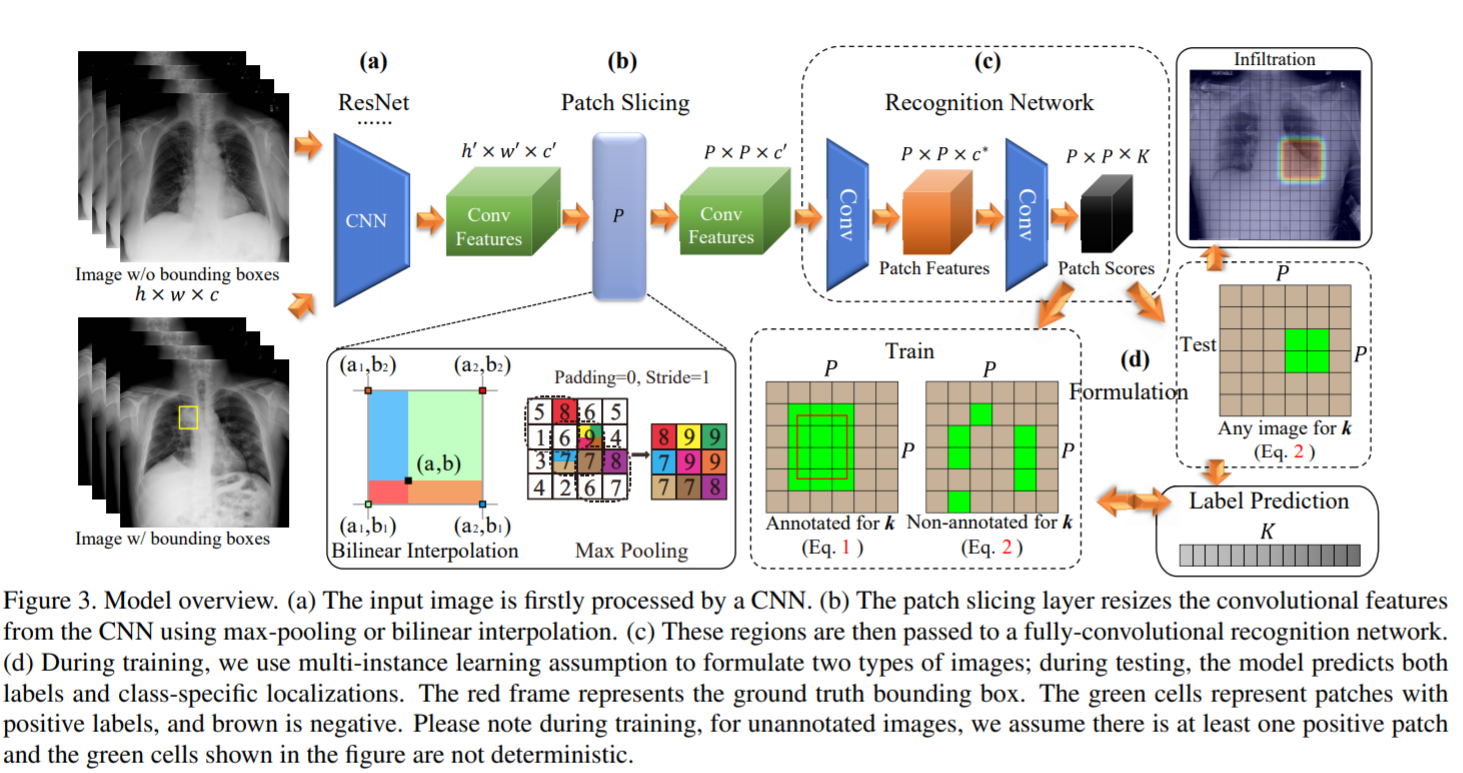 (a)
ResNet
......
CNN
Image w/o bounding boxes
h × w × c
Image w/ bounding boxes
h′ × w′ × c′
Conv
Features
(b)
Patch Slicing
P
P × P × c′
Conv
Features
(c)
Recognition Network
Conv
P × P × c*
Patch Features
Conv
P × P × K
Patch Scores
Infiltration
(a₁,b₂)
(a₂,b₂)
(a,b)
(a₁,b₁)
(a₂,b₁)
Bilinear Interpolation
Padding=0, Stride=1
5 8 6 5
1 6 9 4
3 7 7 8
4 2 6 7
8 9 9
7 9 9
7 7 8
Max Pooling
Train
P
P
Annotated for k
(Eq. 1 )
P
P
Non-annotated for k
(Eq. 2 )
(d)
Formulation
Test
P
P
Any image for k
(Eq. 2 )
Label Prediction
K
Figure 3. Model overview. (a) The input image is firstly processed by a CNN. (b) The patch slicing layer resizes the convolutional features
from the CNN using max-pooling or bilinear interpolation. (c) These regions are then passed to a fully-convolutional recognition network.
(d) During training, we use multi-instance learning assumption to formulate two types of images; during testing, the model predicts both
labels and class-specific localizations. The red frame represents the ground truth bounding box. The green cells represent patches with
positive labels, and brown is negative. Please note during training, for unannotated images, we assume there is at least one positive patch
and the green cells shown in the figure are not deterministic.